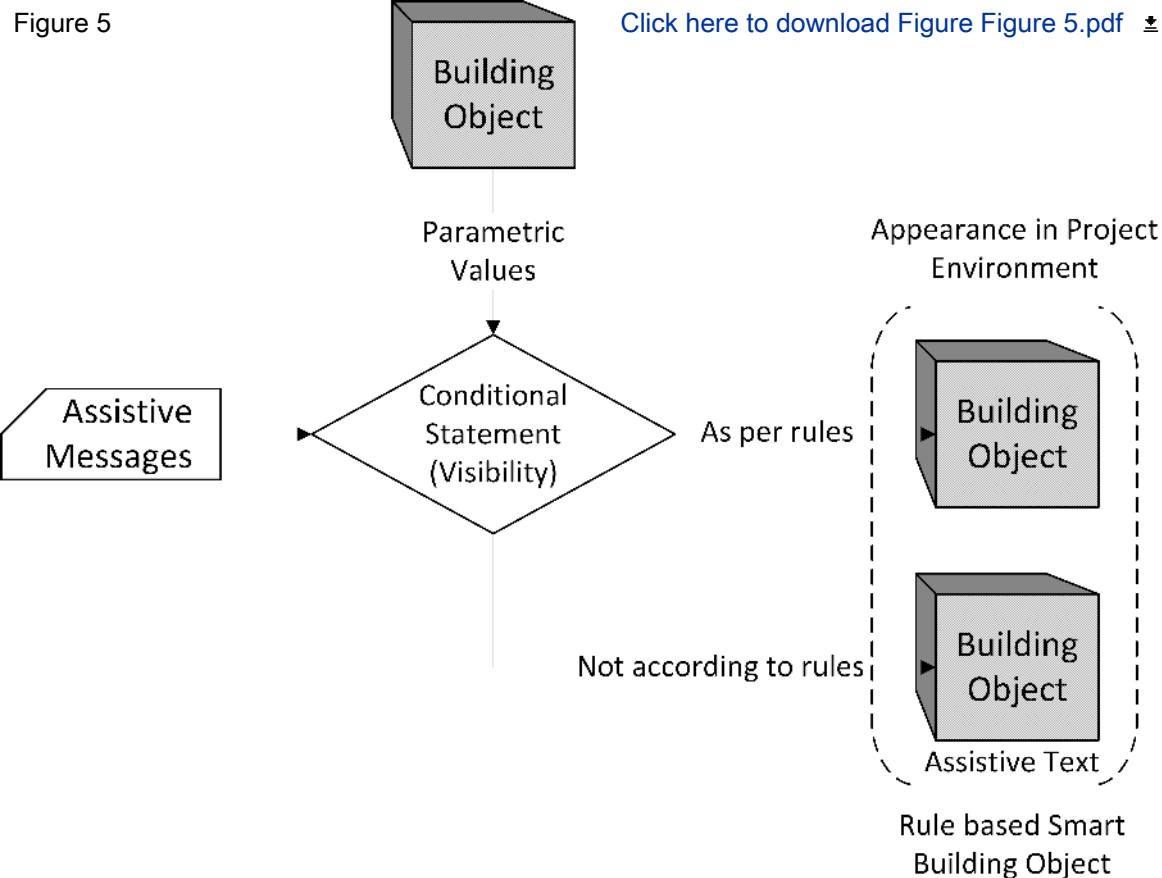 Figure 5
Click here to download Figure Figure 5.pdf
Building
Object
Parametric
Values
Appearance in Project
Environment
Assistive
Messages
Conditional
Statement
(Visibility)
As per rules
Building
Object
Not according to rules
Building
Object
Assistive Text
Rule based Smart
Building Object